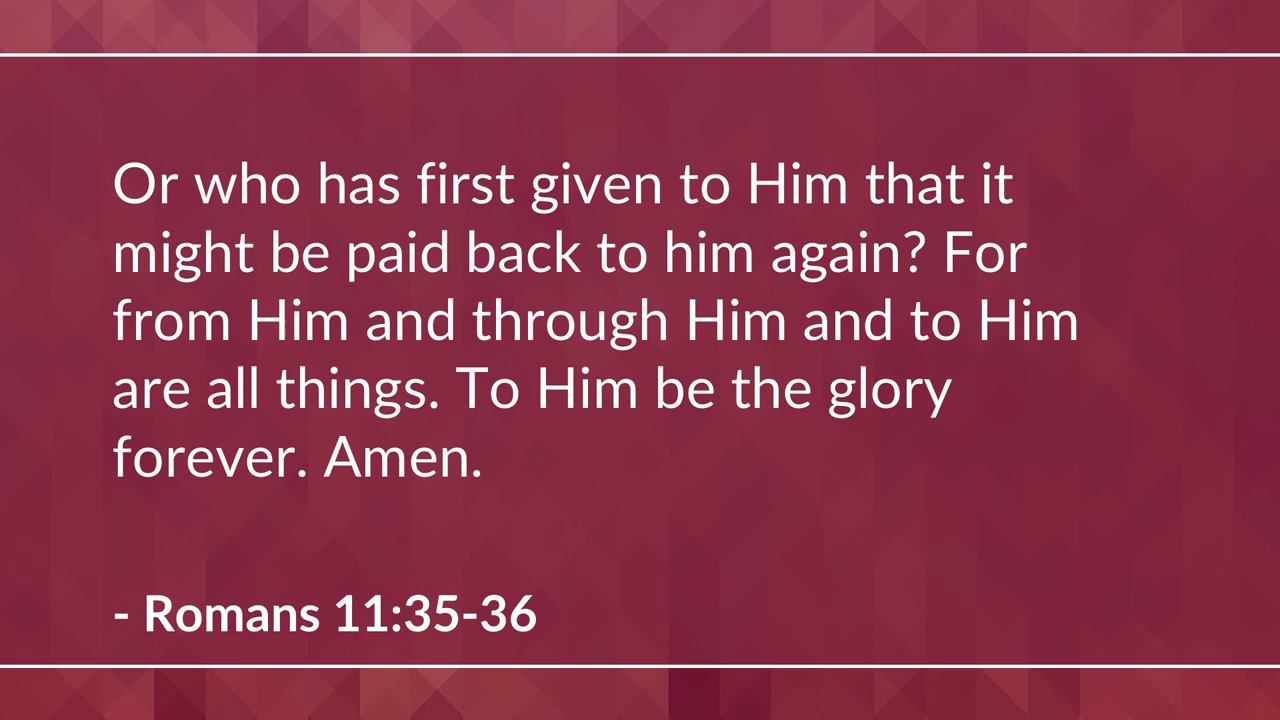 Or who has first given to Him that it
might be paid back to him again? For
from Him and through Him and to Him
are all things. To Him be the glory
forever. Amen.
- Romans 11:35-36